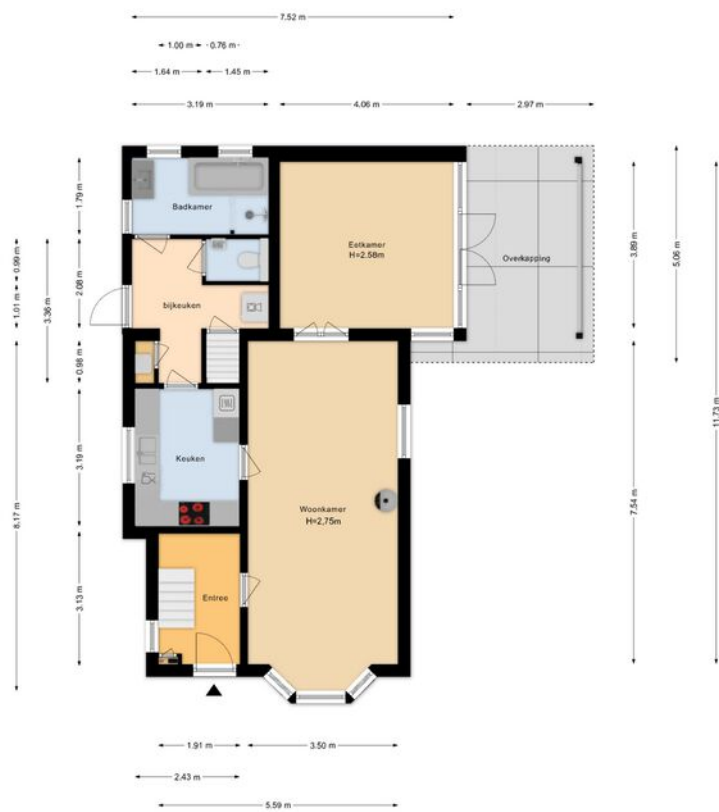 7.52 m
1.00 m
0.76 m
1.64 m
1.45 m
3.19 m
4.06 m
2.97 m
Badkamer
Eetkamer
H=2.58m
Overkapping
bijkeuken
Keuken
Woonkamer
H=2,75m
Entree
1.79 m
0.99 m
1.01 m
3.36 m
2.08 m
0.98 m
3.19 m
8.17 m
3.13 m
3.89 m
5.06 m
11.73 m
7.54 m
1.91 m
3.50 m
2.43 m
5.59 m